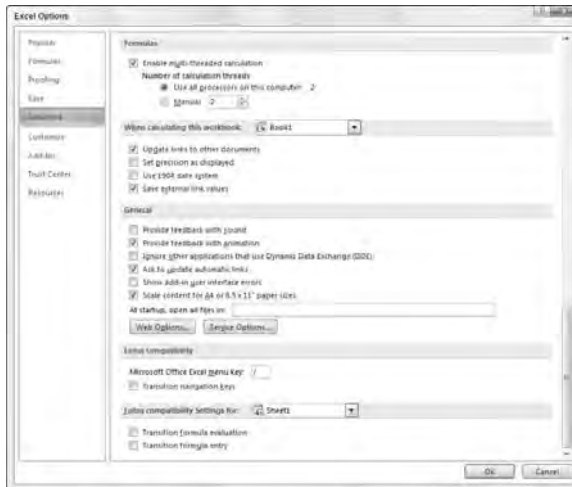 Excel Options
Popular
Formulas
Proofing
Save
Advanced
Customize
Add-Ins
Trust Center
Resources
Formulas
Enable multi-threaded calculation
Number of calculation threads
Use all processors on this computer: 2
Manual 2
When calculating this workbook: Book1
Update links to other documents
Set precision as displayed
Use 1904 date system
Save external link values
General
Provide feedback with sound
Provide feedback with animation
Ignore other applications that use Dynamic Data Exchange (DDE)
Ask to update automatic links
Show add-in user interface errors
Scale content for A4 or 8.5 x 11" paper sizes
At startup, open all files in:
Web Options... Service Options...
Lotus compatibility
Microsoft Office Excel menu key: /
Transition navigation keys
Lotus compatibility Settings for: Sheet1
Transition formula evaluation
Transition formula entry
OK Cancel